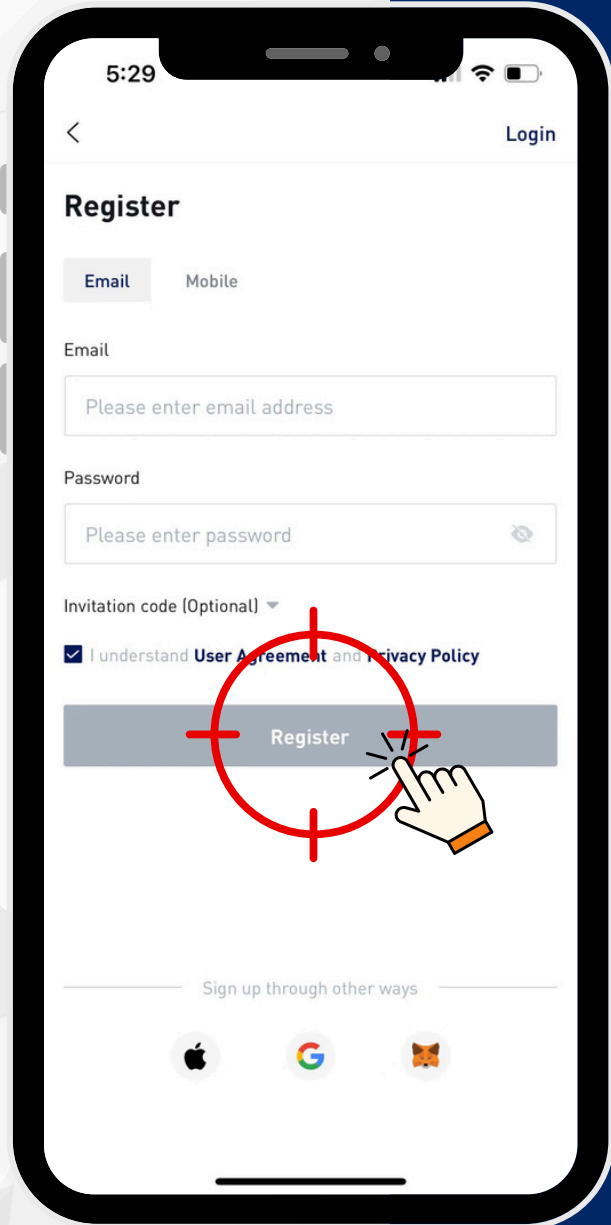 5:29
Login
Register
Email Mobile
Email
Please enter email address
Password
Please enter password
Invitation code (Optional)
I understand User Agreement and Privacy Policy
Register
Sign up through other ways